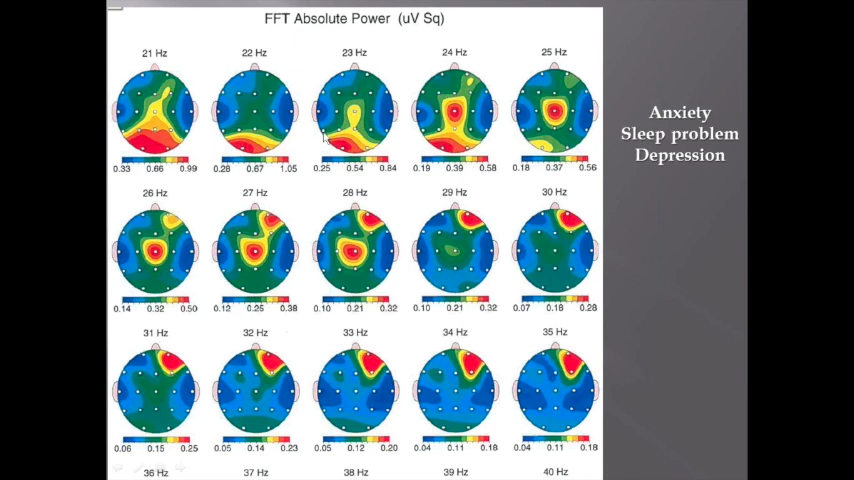 FFT Absolute Power (uV Sq)
21 Hz 22 Hz 23 Hz 24 Hz 25 Hz
0.33 0.66 0.99 0.28 0.67 1.05 0.25 0.54 0.84 0.19 0.39 0.58 0.18 0.37 0.56
26 Hz 27 Hz 28 Hz 29 Hz 30 Hz
0.14 0.32 0.50 0.12 0.25 0.38 0.10 0.21 0.32 0.10 0.21 0.32 0.07 0.18 0.28
31 Hz 32 Hz 33 Hz 34 Hz 35 Hz
0.06 0.15 0.25 0.05 0.14 0.23 0.05 0.12 0.20 0.04 0.11 0.18 0.04 0.11 0.18
36 Hz 37 Hz 38 Hz 39 Hz 40 Hz
Anxiety
Sleep problem
Depression